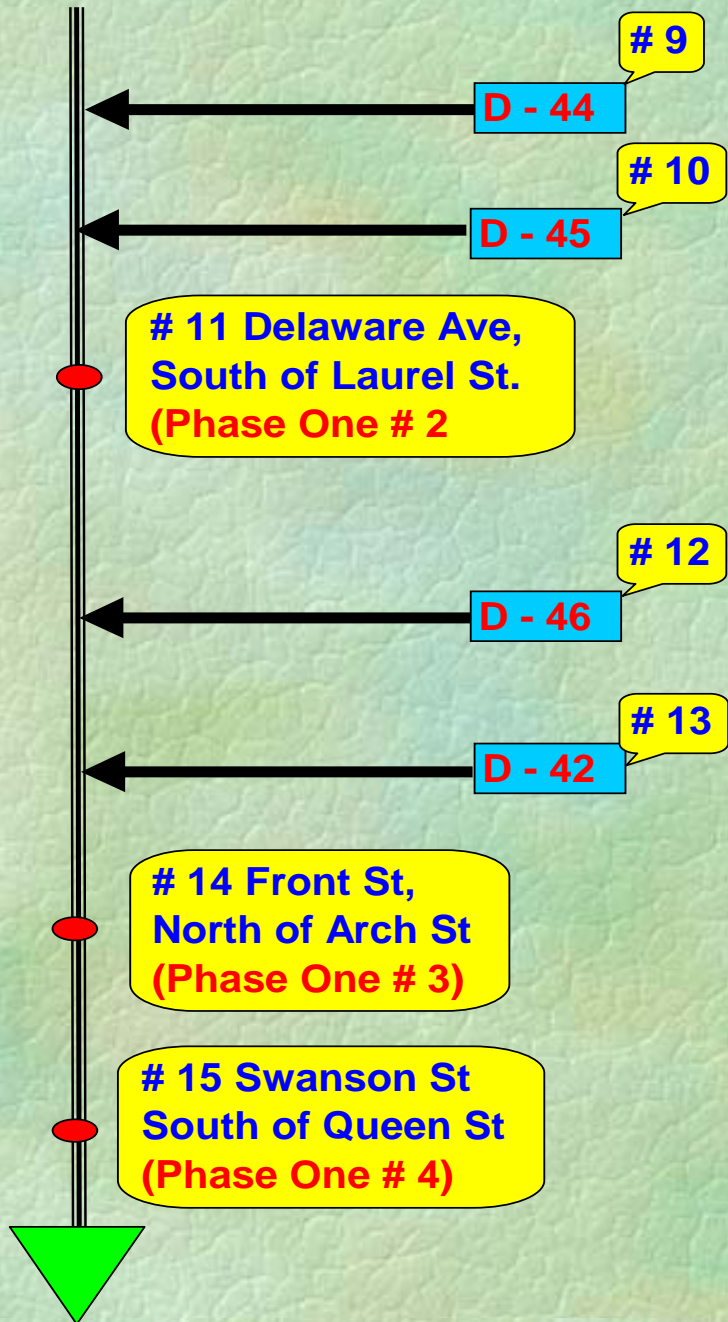 # 9
D - 44
# 10
D - 45
# 11 Delaware Ave,
South of Laurel St.
(Phase One # 2
# 12
D - 46
# 13
D - 42
# 14 Front St,
North of Arch St
(Phase One # 3)
# 15 Swanson St
South of Queen St
(Phase One # 4)